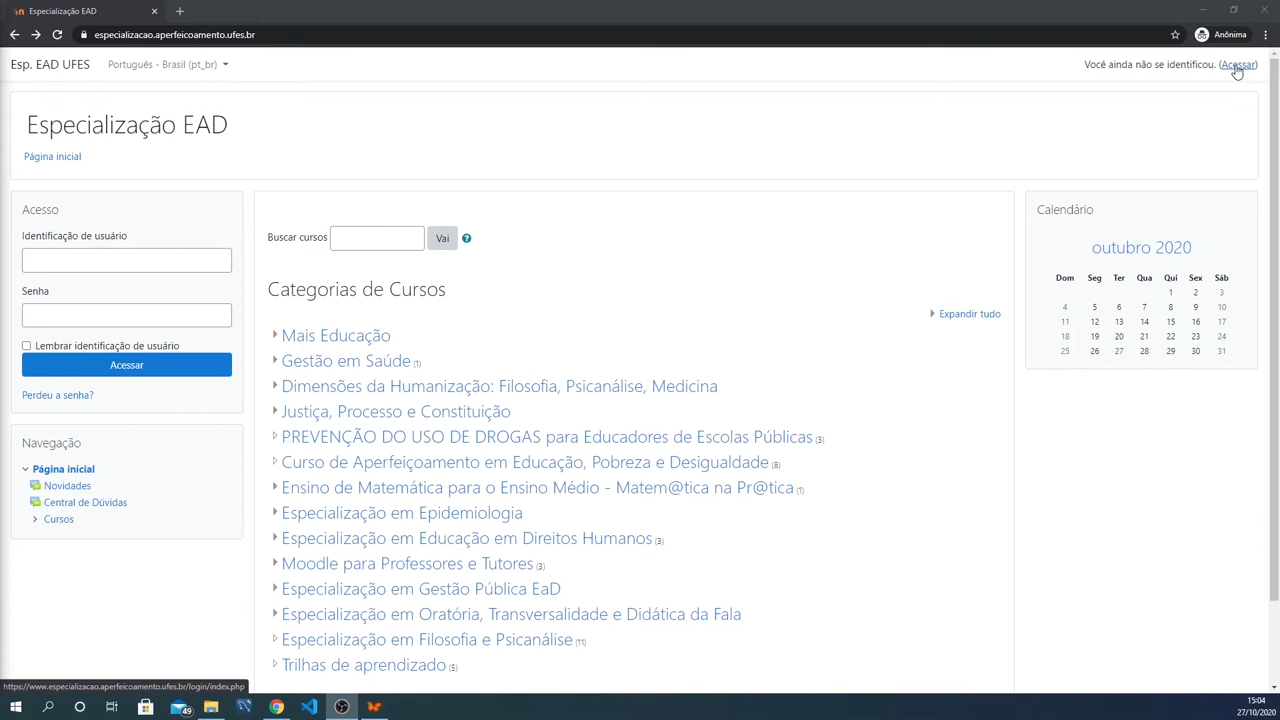 Especialização EAD
especializacao.aperfeicoamento.ufes.br
Anônima
Esp. EAD UFES
Português - Brasil (pt_br)
Você ainda não se identificou. (Acessar)
Especialização EAD
Página inicial
Acesso
Identificação de usuário
Senha
Lembrar identificação de usuário
Acessar
Perdeu a senha?
Navegação
Página inicial
Novidades
Central de Dúvidas
Cursos
Buscar cursos
Vai
Categorias de Cursos
Expandir tudo
Mais Educação
Gestão em Saúde (1)
Dimensões da Humanização: Filosofia, Psicanálise, Medicina
Justiça, Processo e Constituição
PREVENÇÃO DO USO DE DROGAS para Educadores de Escolas Públicas (3)
Curso de Aperfeiçoamento em Educação, Pobreza e Desigualdade (8)
Ensino de Matemática para o Ensino Médio - Matem@tica na Pr@tica (1)
Especialização em Epidemiologia
Especialização em Educação em Direitos Humanos (3)
Moodle para Professores e Tutores (3)
Especialização em Gestão Pública EaD
Especialização em Oratória, Transversalidade e Didática da Fala
Especialização em Filosofia e Psicanálise (11)
Trilhas de aprendizado (5)
Calendário
outubro 2020
Dom Seg Ter Qua Qui Sex Sáb
1 2 3
4 5 6 7 8 9 10
11 12 13 14 15 16 17
18 19 20 21 22 23 24
25 26 27 28 29 30 31
https://www.especializacao.aperfeicoamento.ufes.br/login/index.php
49
15:04
27/10/2020